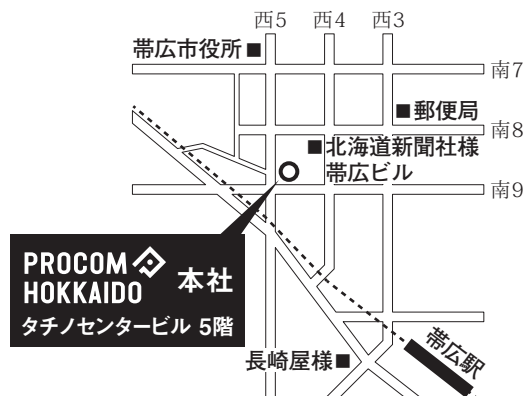 西5 西4 西3
帯広市役所
南7
郵便局
南8
北海道新聞社様
帯広ビル
南9
PROCOM
HOKKAIDO
本社
タチノセンタービル 5階
帯広駅
長崎屋様